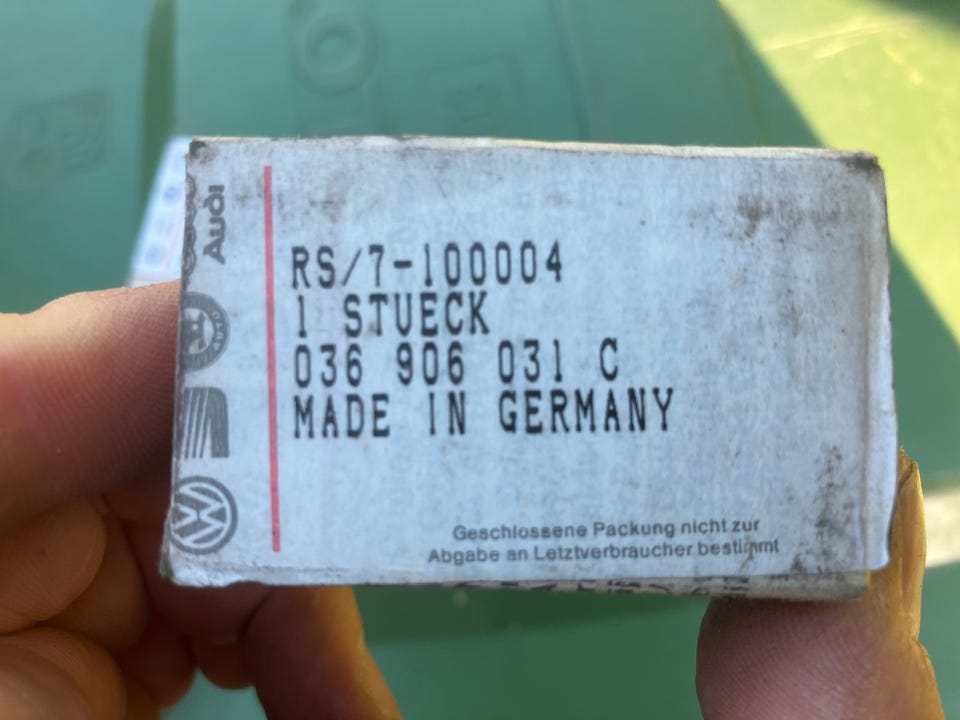 Audi
RS/7-100004
1 STUECK
036 906 031 C
MADE IN GERMANY
Geschlossene Packung nicht zur
Abgabe an Letztverbraucher bestimmt